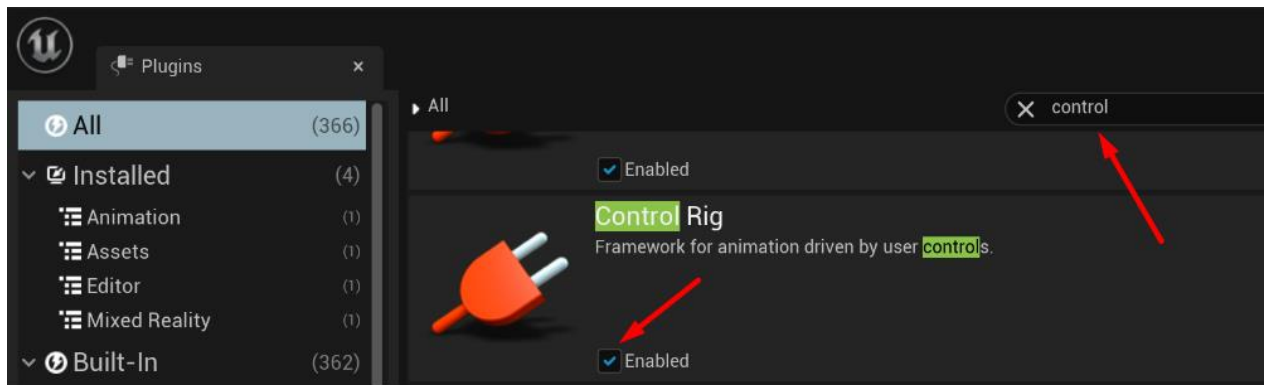 Plugins
All (366)
Installed (4)
Animation (1)
Assets (1)
Editor (1)
Mixed Reality (1)
Built-In (362)
All
control
Enabled
Control Rig
Framework for animation driven by user controls.
Enabled